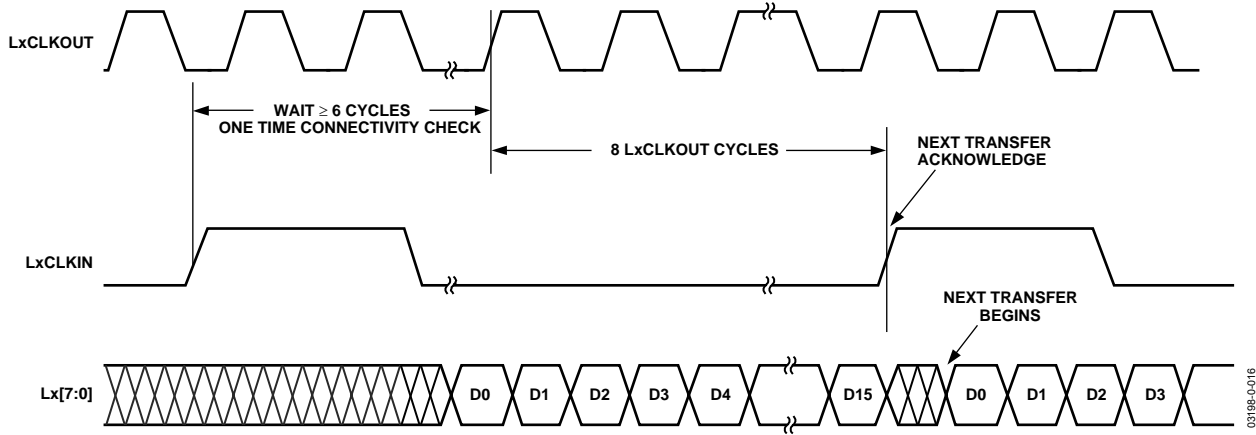 LxCLKOUT
WAIT ≥ 6 CYCLES
ONE TIME CONNECTIVITY CHECK
8 LxCLKOUT CYCLES
NEXT TRANSFER
ACKNOWLEDGE
LxCLKIN
NEXT TRANSFER
BEGINS
Lx[7:0]
D0 D1 D2 D3 D4 D15 D0 D1 D2 D3
03198-0-016